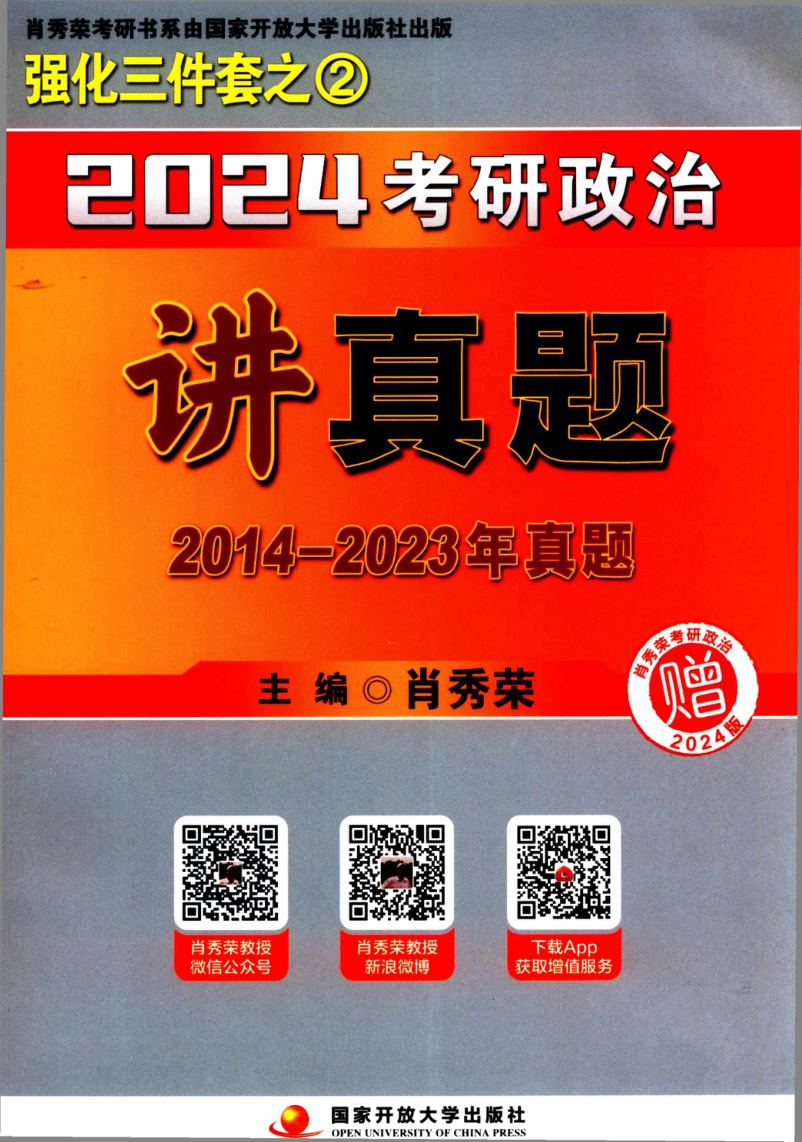 肖秀荣考研书系由国家开放大学出版社出版
强化三件套之②
2024考研政治
讲真题
2014-2023年真题
主 编 ◎ 肖秀荣
肖秀荣考研政治
赠
2024版
肖秀荣教授
微信公众号
肖秀荣教授
新浪微博
下载App
获取增值服务
国家开放大学出版社
OPEN UNIVERSITY OF CHINA PRESS